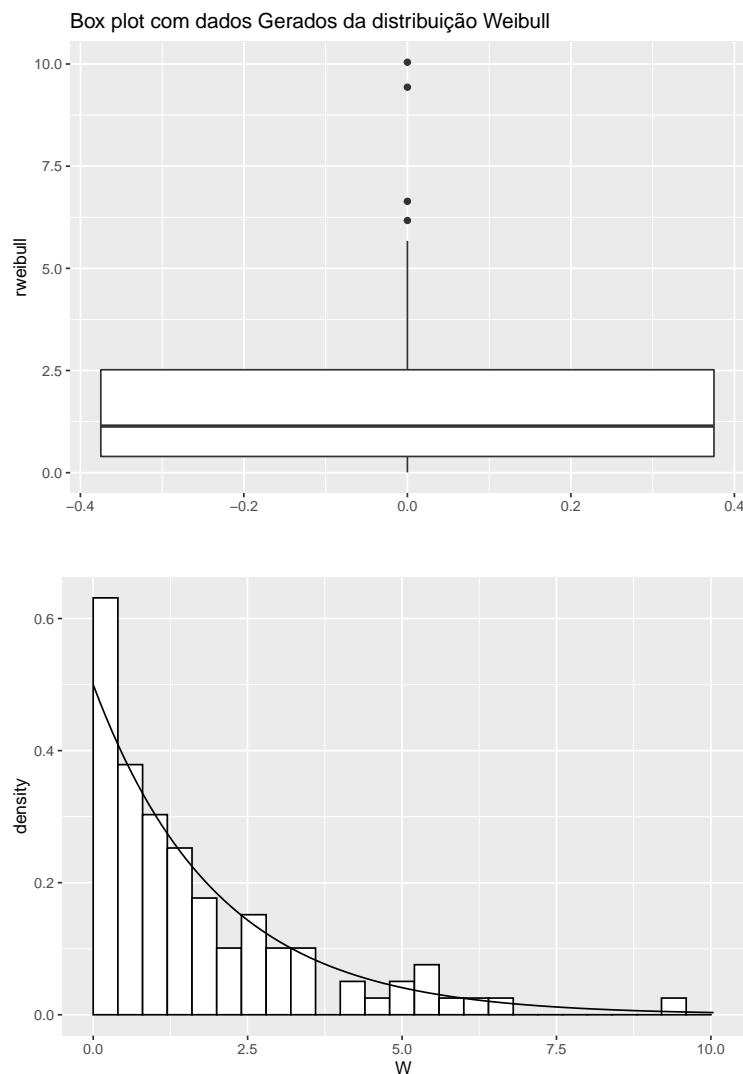 Box plot com dados Gerados da distribuição Weibull
10.0
7.5
5.0
2.5
0.0
rweibull
−0.4 −0.2 0.0 0.2 0.4
0.6
0.4
0.2
0.0
density
0.0 2.5 5.0 7.5 10.0
W